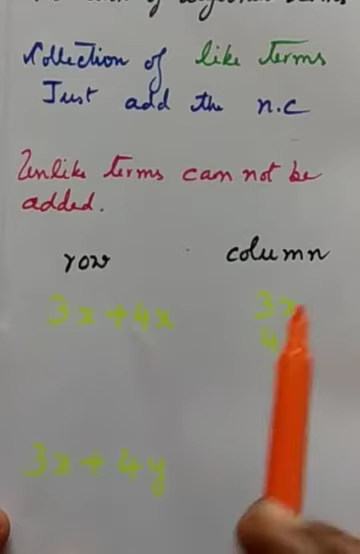 Collection of like terms
Just add the n.c
Unlike terms can not be
added.
row column
3x + 4x 3x
4
3x + 4y